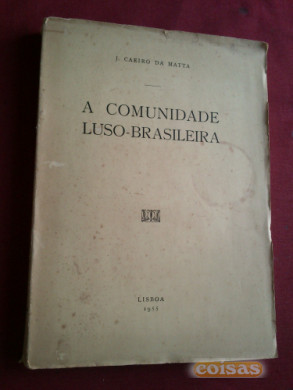 J. CAEIRO DA MATTA
A COMUNIDADE
LUSO-BRASILEIRA
LISBOA
coisas